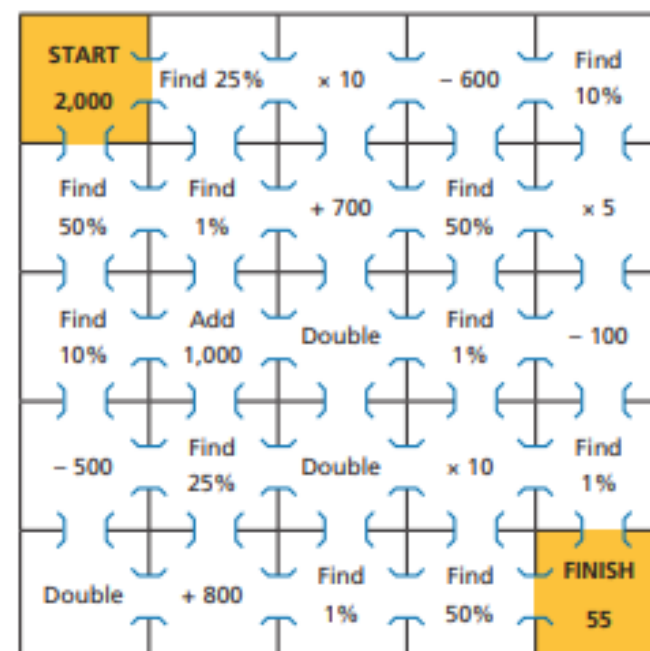 START
2,000
Find 25%
× 10
– 600
Find
10%
Find
50%
Find
1%
+ 700
Find
50%
× 5
Find
10%
Add
1,000
Double
Find
1%
– 100
– 500
Find
25%
Double
× 10
Find
1%
Double
+ 800
Find
1%
Find
50%
FINISH
55